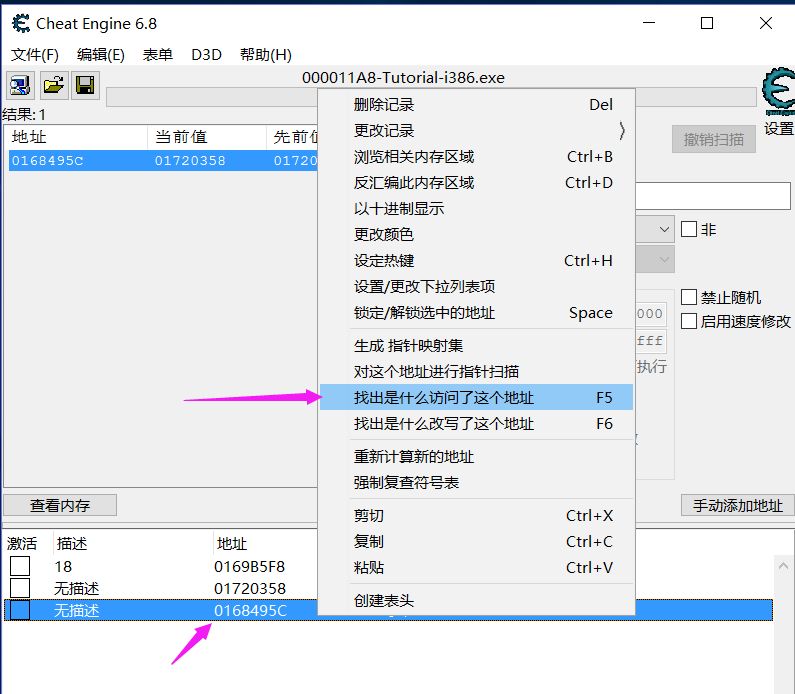 Cheat Engine 6.8
文件(F) 编辑(E) 表单 D3D 帮助(H)
000011A8-Tutorial-i386.exe
结果: 1
设置
地址 当前值 先前值
0168495C 01720358 01720
撤销扫描
删除记录 Del
更改记录
浏览相关内存区域 Ctrl+B
反汇编此内存区域 Ctrl+D
以十进制显示
更改颜色
设定热键 Ctrl+H
设置/更改下拉列表项
锁定/解锁选中的地址 Space
生成 指针映射集
对这个地址进行指针扫描
找出是什么访问了这个地址 F5
找出是什么改写了这个地址 F6
重新计算新的地址
强制复查符号表
剪切 Ctrl+X
复制 Ctrl+C
粘贴 Ctrl+V
创建表头
非
禁止随机
启用速度修改
000
fff
执行
查看内存
手动添加地址
激活 描述 地址
18 0169B5F8
无描述 01720358
无描述 0168495C